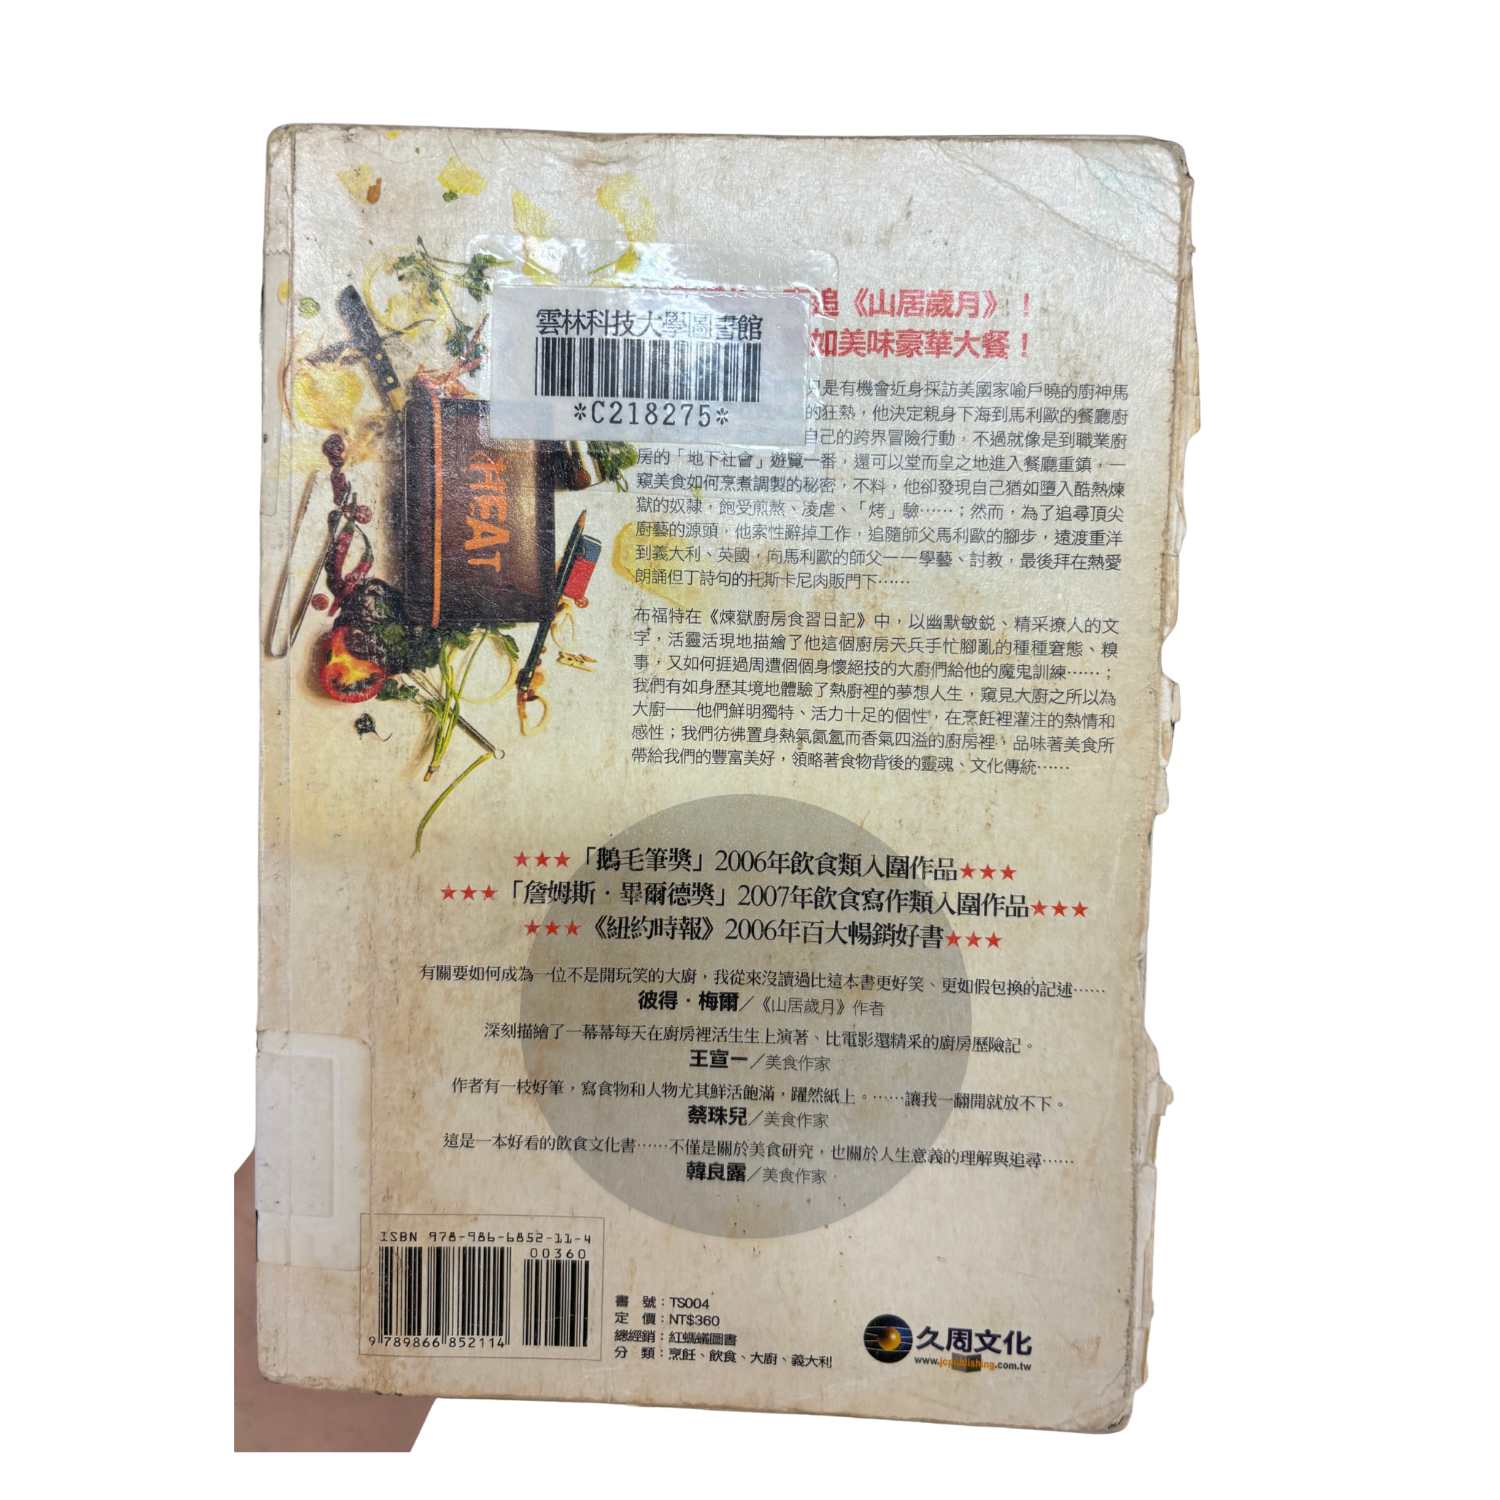 追《山居歲月》!
如美味豪華大餐!
雲林科技大學圖書館
*C218275*
是有機會近身採訪美國家喻戶曉的廚神馬
的狂熱,他決定親身下海到馬利歐的餐廳廚
自己的跨界冒險行動,不過就像是到職業廚
房的「地下社會」遊覽一番,還可以堂而皇之地進入餐廳重鎮,一
窺美食如何烹煮調製的秘密,不料,他卻發現自己猶如墮入酷熱煉
獄的奴隸,飽受煎熬、凌虐、「烤」驗……;然而,為了追尋頂尖
廚藝的源頭,他索性辭掉工作,追隨師父馬利歐的腳步,遠渡重洋
到義大利、英國,向馬利歐的師父一一學藝、討教,最後拜在熱愛
朗誦但丁詩句的托斯卡尼肉販門下……
HEAT
布福特在《煉獄廚房食習日記》中,以幽默敏銳、精采撩人的文
字,活靈活現地描繪了他這個廚房天兵手忙腳亂的種種窘態、糗
事,又如何捱過周遭個個身懷絕技的大廚們給他的魔鬼訓練……;
我們有如身歷其境地體驗了熱廚裡的夢想人生,窺見大廚之所以為
大廚——他們鮮明獨特、活力十足的個性,在烹飪裡灌注的熱情和
感性;我們彷彿置身熱氣氤氳而香氣四溢的廚房裡,品味著美食所
帶給我們的豐富美好,領略著食物背後的靈魂、文化傳統……
★★★「鵝毛筆獎」2006年飲食類入圍作品★★★
★★★「詹姆斯·畢爾德獎」2007年飲食寫作類入圍作品★★★
★★★《紐約時報》2006年百大暢銷好書★★★
有關要如何成為一位不是開玩笑的大廚,我從來沒讀過比這本書更好笑、更如假包換的記述……
彼得·梅爾/《山居歲月》作者
深刻描繪了一幕幕每天在廚房裡活生生上演著、比電影還精釆的廚房歷險記。
王宣一/美食作家
作者有一枝好筆,寫食物和人物尤其鮮活飽滿,躍然紙上。……讓我一翻開就放不下。
蔡珠兒/美食作家
這是一本好看的飲食文化書……不僅是關於美食研究,也關於人生意義的理解與追尋……
韓良露/美食作家
ISBN 978-986-6852-11-4
00360
9 789866 852114
書 號:TS004
定 價:NT$360
總經銷:紅螞蟻圖書
分 類:烹飪、飲食、大廚、義大利
久周文化
www.jcpublishing.com.tw